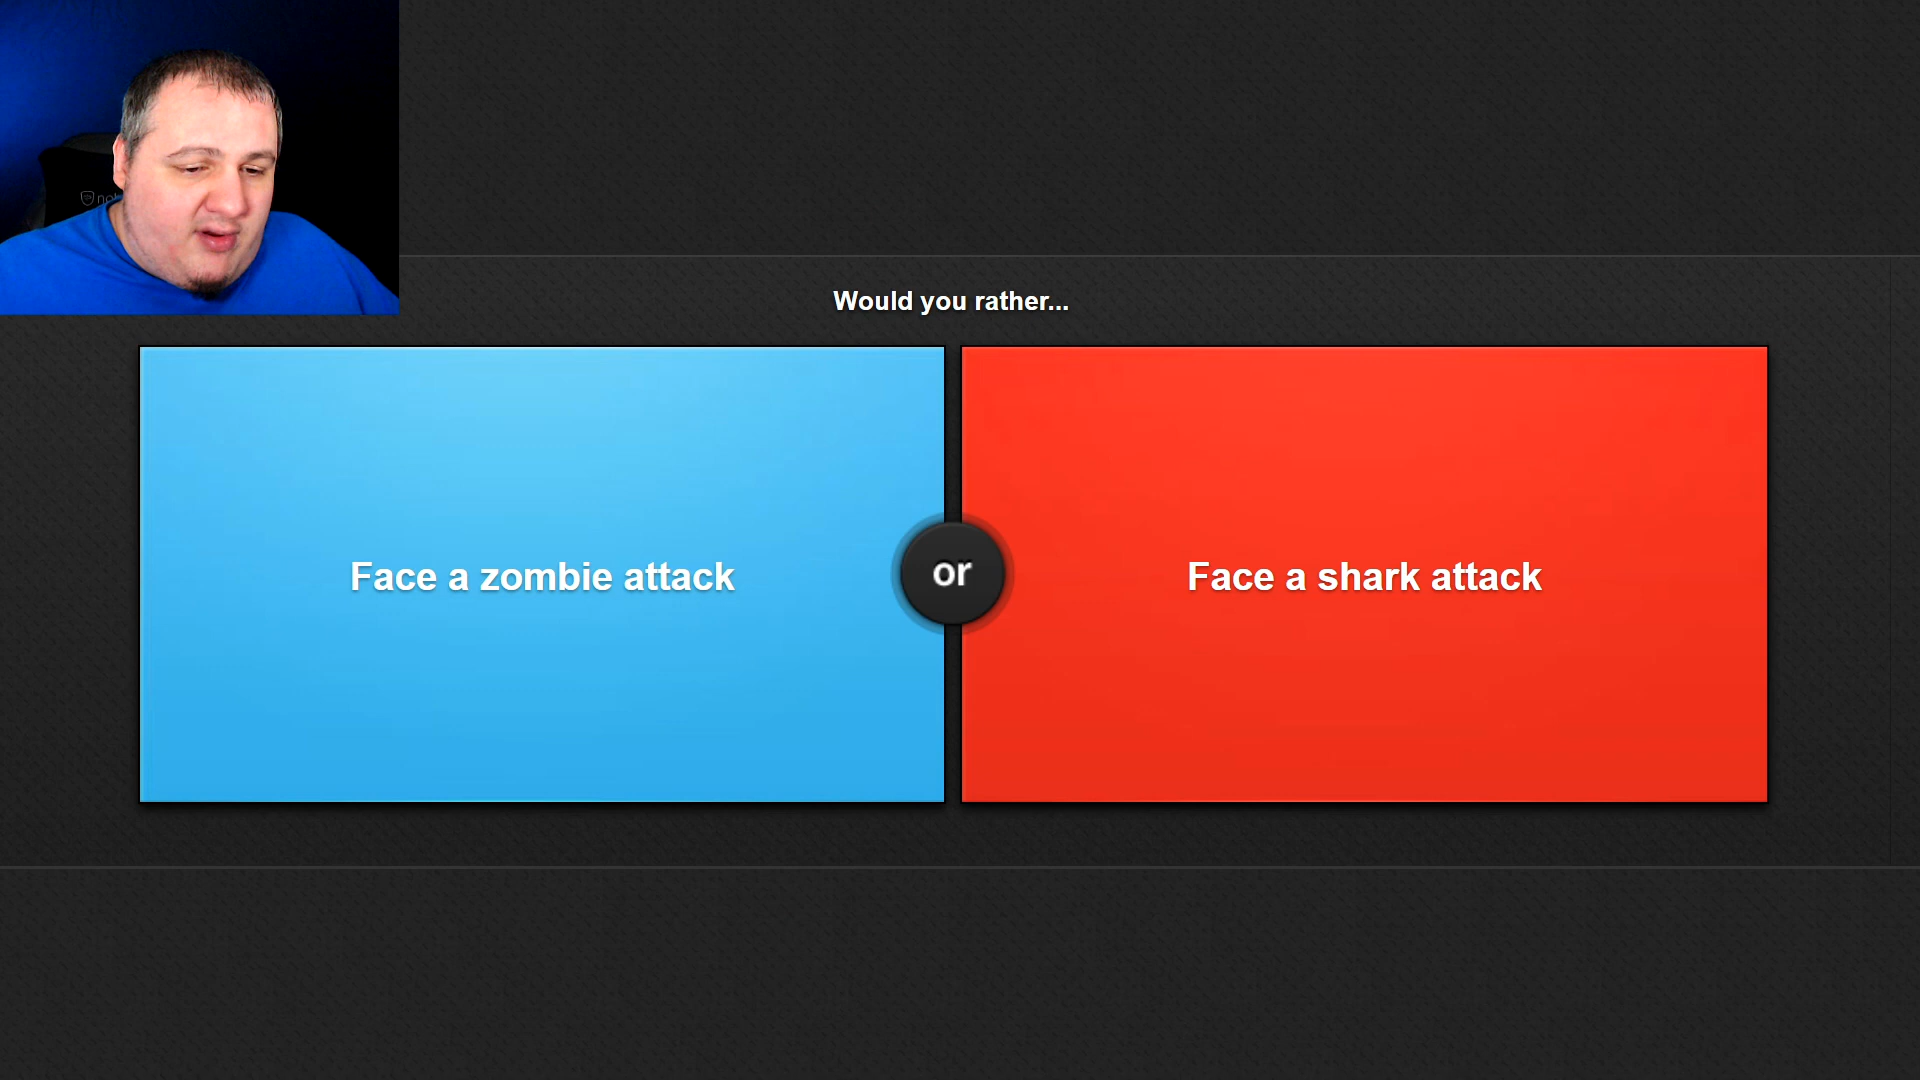 Would you rather...
Face a zombie attack
or
Face a shark attack